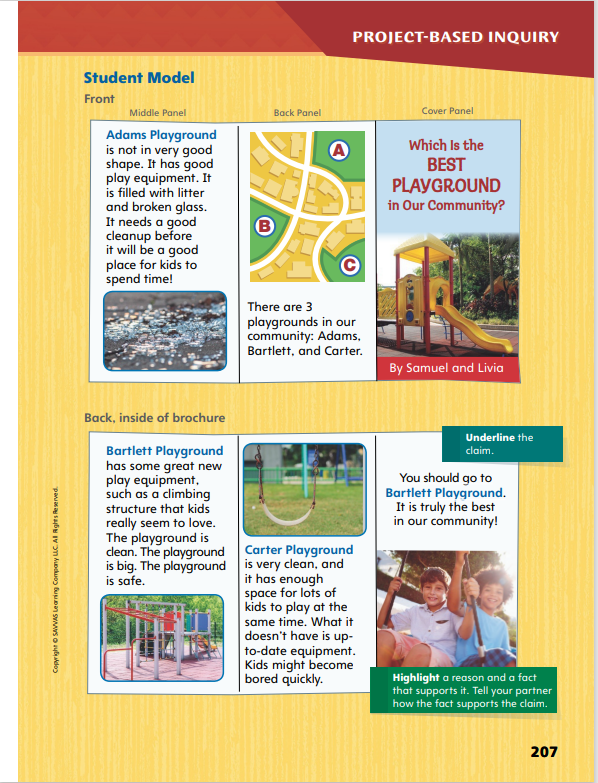 PROJECT-BASED INQUIRY
Student Model
Front
Middle Panel
Back Panel
Cover Panel
Adams Playground
is not in very good
shape. It has good
play equipment. It
is filled with litter
and broken glass.
It needs a good
cleanup before
it will be a good
place for kids to
spend time!
A
B
C
There are 3
playgrounds in our
community: Adams,
Bartlett, and Carter.
Which Is the
BEST
PLAYGROUND
in Our Community?
By Samuel and Livia
Back, inside of brochure
Bartlett Playground
has some great new
play equipment,
such as a climbing
structure that kids
really seem to love.
The playground is
clean. The playground
is big. The playground
is safe.
Carter Playground
is very clean, and
it has enough
space for lots of
kids to play at the
same time. What it
doesn't have is up-
to-date equipment.
Kids might become
bored quickly.
Underline the
claim.
You should go to
Bartlett Playground.
It is truly the best
in our community!
Highlight a reason and a fact
that supports it. Tell your partner
how the fact supports the claim.
Copyright © SAVVAS Learning Company LLC. All Rights Reserved.
207